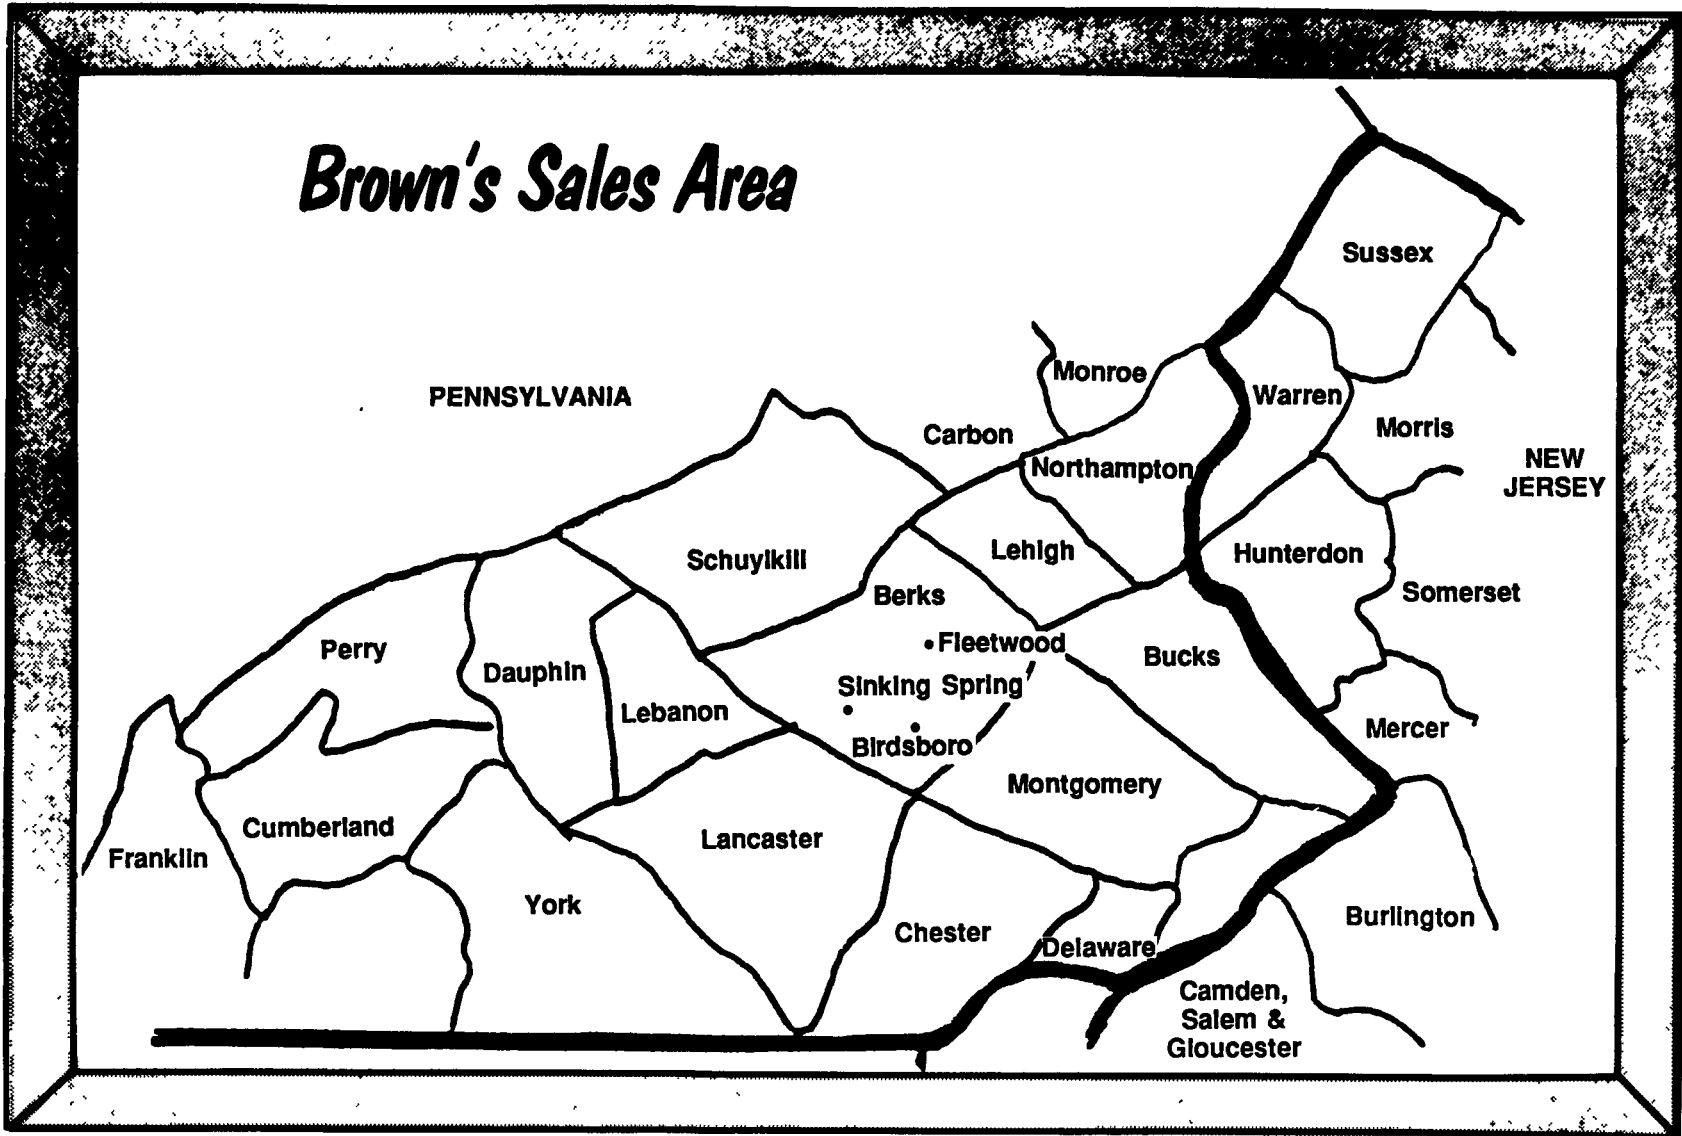 Brown's Sales Area
Sussex
Monroe
Warren
PENNSYLVANIA
Carbon
Morris
Northampton
NEW
JERSEY
Schuylkill
Lehigh
Hunterdon
Berks
Somerset
Perry
Fleetwood
Bucks
Dauphin
Sinking Spring
Lebanon
Mercer
Birdsboro
Montgomery
Cumberland
Lancaster
Franklin
York
Burlington
Chester
Delaware
Camden,
Salem &
Gloucester